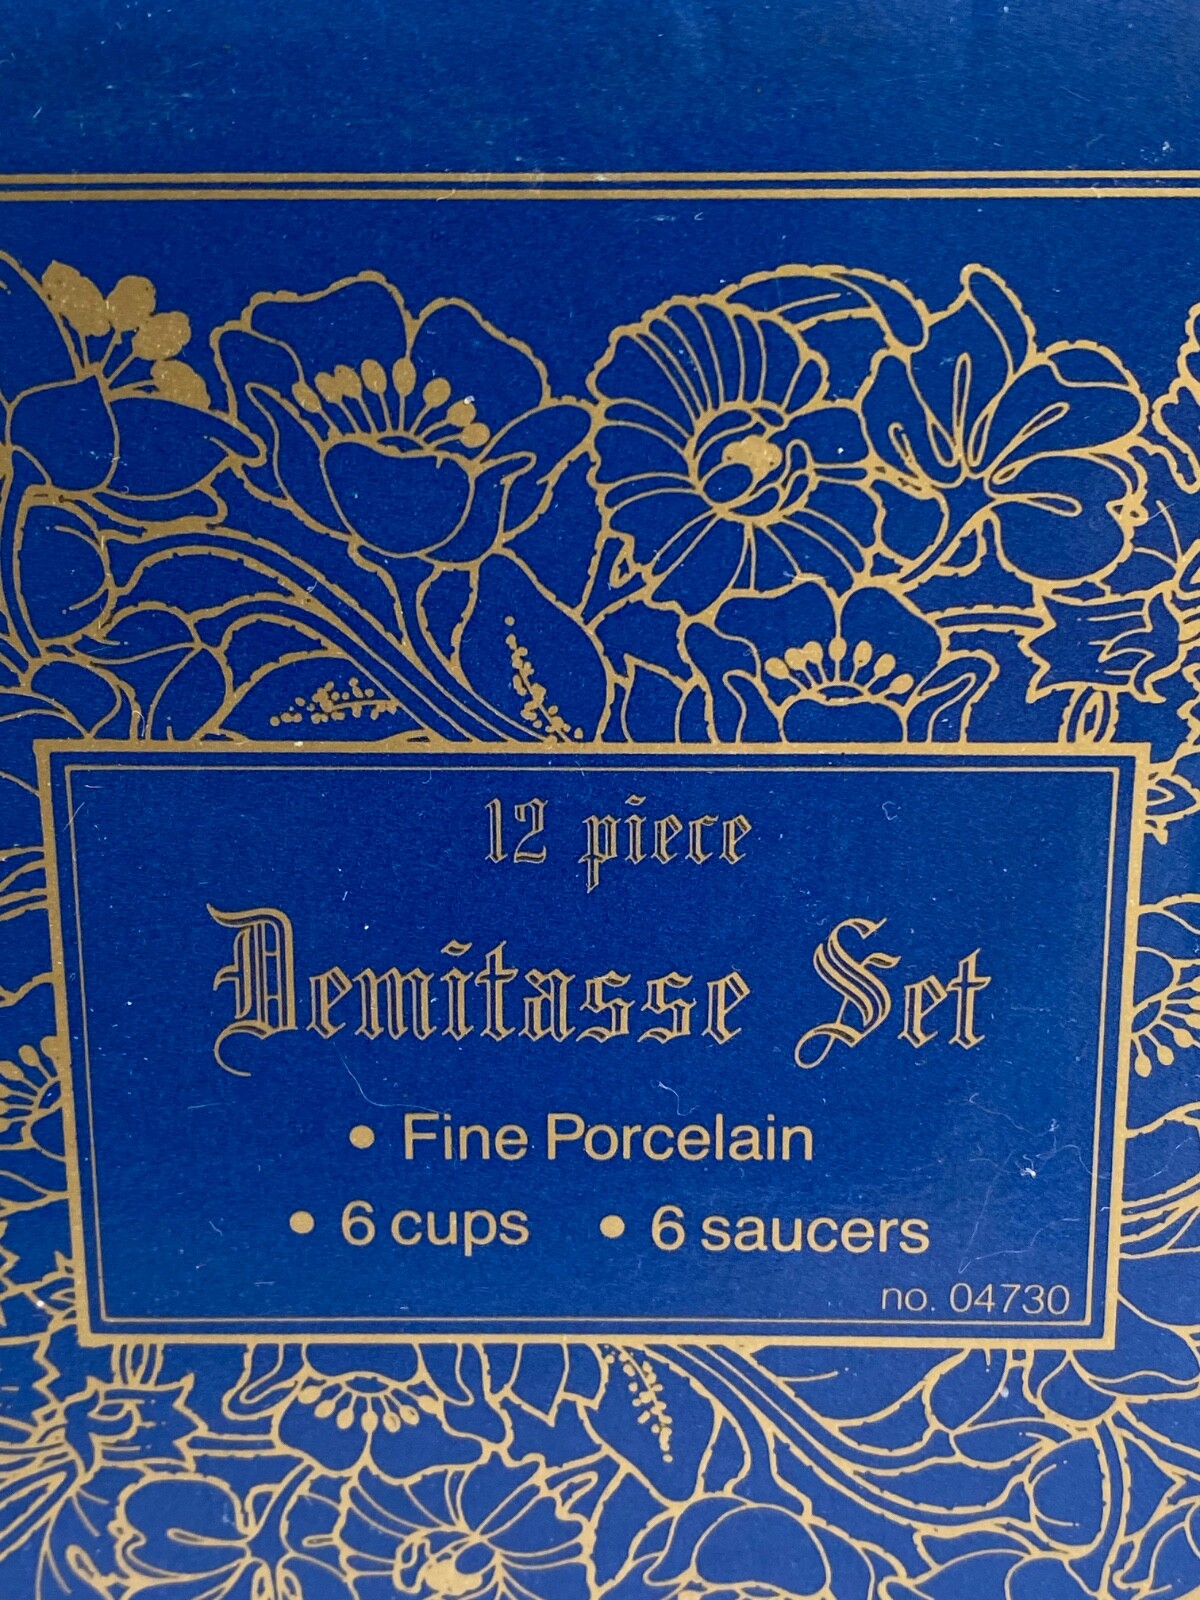 12 piece
Demitasse Set
• Fine Porcelain
• 6 cups • 6 saucers
no. 04730